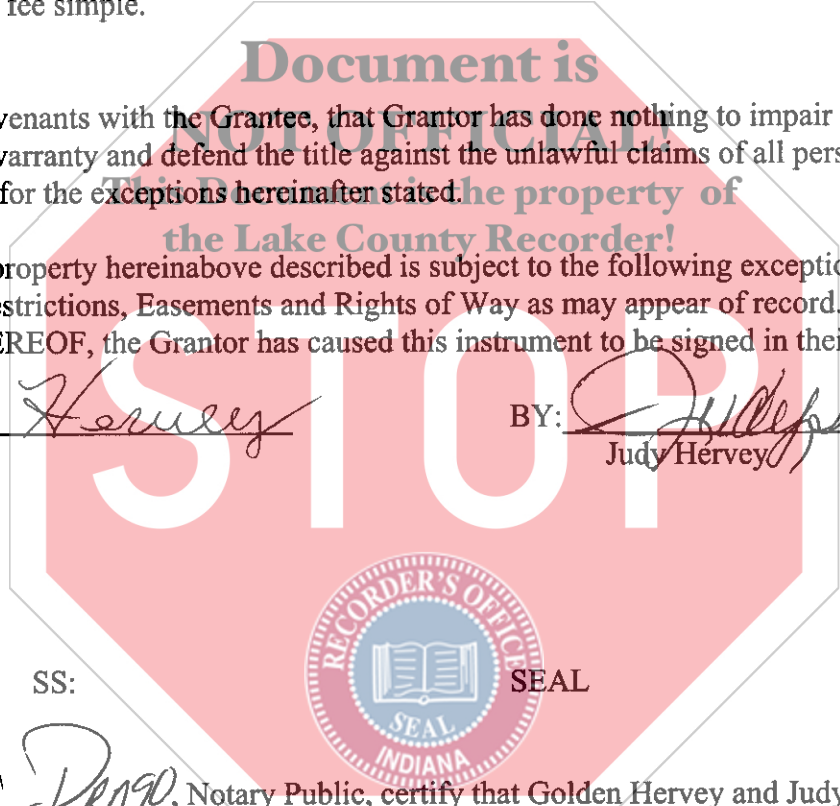 fee simple.
Document is
venants with the Grantee, that Grantor has done nothing to impair
NOT OFFICIAL!
varranty and defend the title against the unlawful claims of all pers
for the exceptions hereinafter stated.
This Document is the property of
the Lake County Recorder!
property hereinabove described is subject to the following exceptio
estrictions, Easements and Rights of Way as may appear of record.
EREOF, the Grantor has caused this instrument to be signed in thei
STOP
Hervey BY:
Judy Hervey
RECORDER'S OFFICE
SS: SEAL
SEAL
INDIANA
, Notary Public, certify that Golden Hervey and Judy